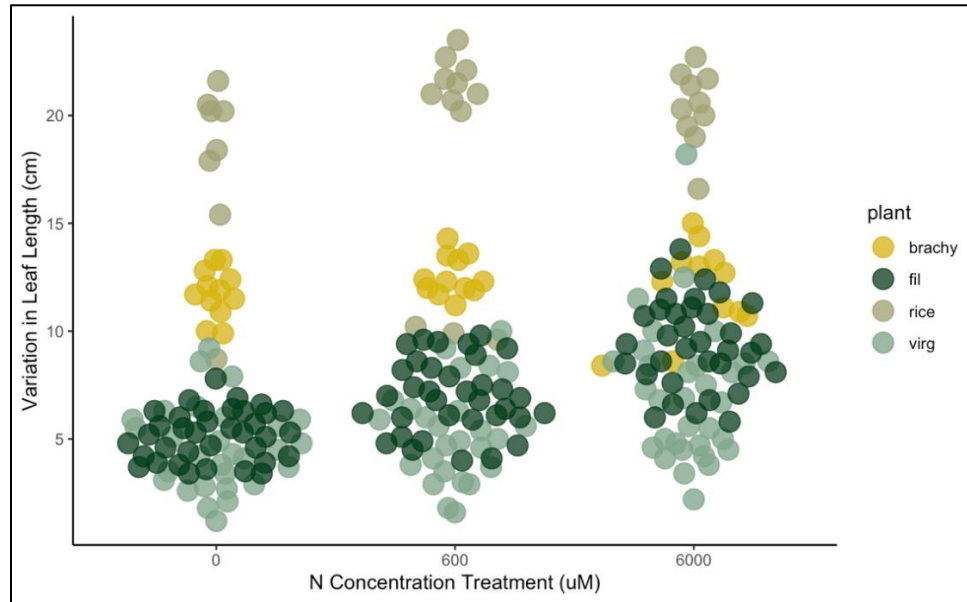 20
15
10
5
Variation in Leaf Length (cm)
0
600
6000
N Concentration Treatment (uM)
plant
brachy
fil
rice
virg